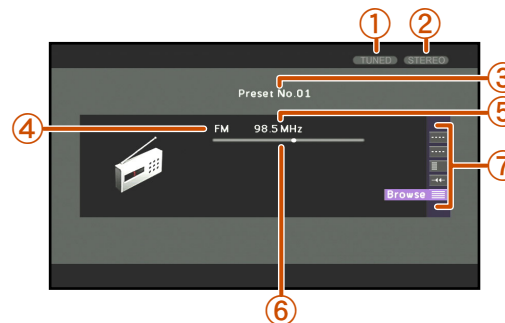 ① ②
TUNED STEREO
③
Preset No.01
⑤
④ FM 98.5 MHz
⑦
Browse
⑥